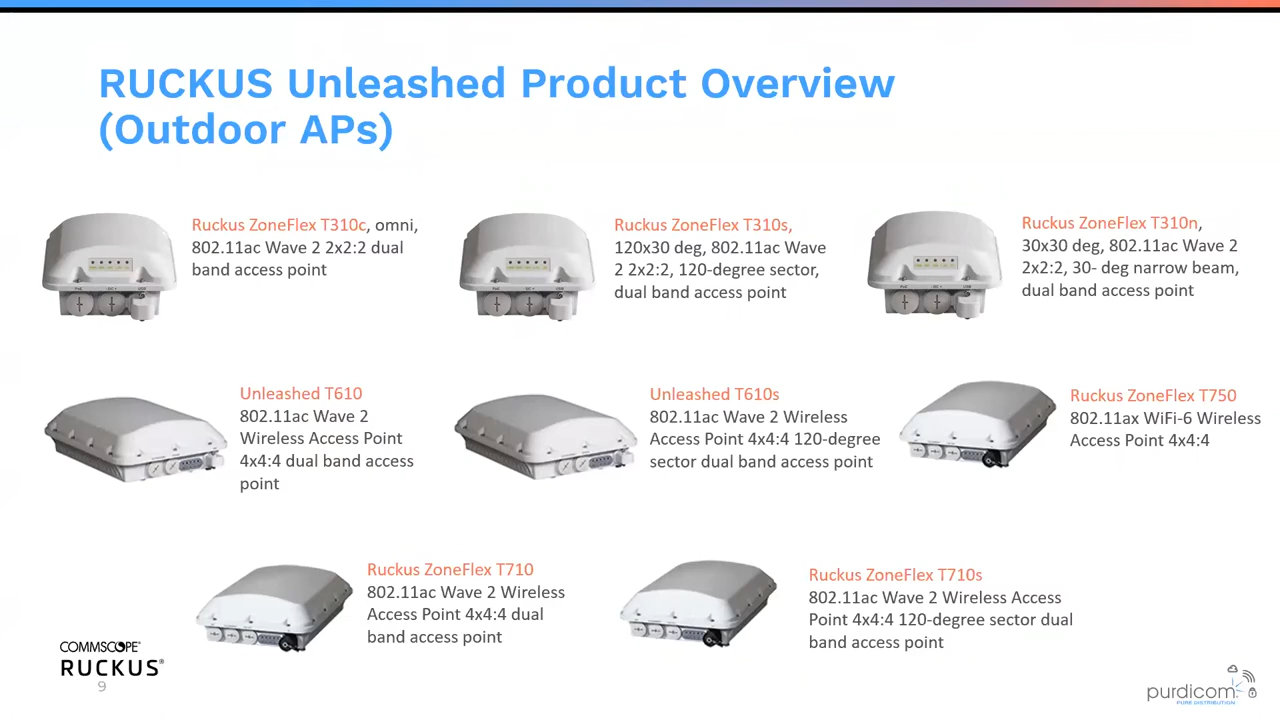 RUCKUS Unleashed Product Overview
(Outdoor APs)
Ruckus ZoneFlex T310c, omni,
802.11ac Wave 2 2x2:2 dual
band access point
Ruckus ZoneFlex T310s,
120x30 deg, 802.11ac Wave
2 2x2:2, 120-degree sector,
dual band access point
Ruckus ZoneFlex T310n,
30x30 deg, 802.11ac Wave 2
2x2:2, 30- deg narrow beam,
dual band access point
Unleashed T610
802.11ac Wave 2
Wireless Access Point
4x4:4 dual band access
point
Unleashed T610s
802.11ac Wave 2 Wireless
Access Point 4x4:4 120-degree
sector dual band access point
Ruckus ZoneFlex T750
802.11ax WiFi-6 Wireless
Access Point 4x4:4
Ruckus ZoneFlex T710
802.11ac Wave 2 Wireless
Access Point 4x4:4 dual
band access point
Ruckus ZoneFlex T710s
802.11ac Wave 2 Wireless Access
Point 4x4:4 120-degree sector dual
band access point
COMMSCOPE®
RUCKUS®
9
purdicom
PURE DISTRIBUTION